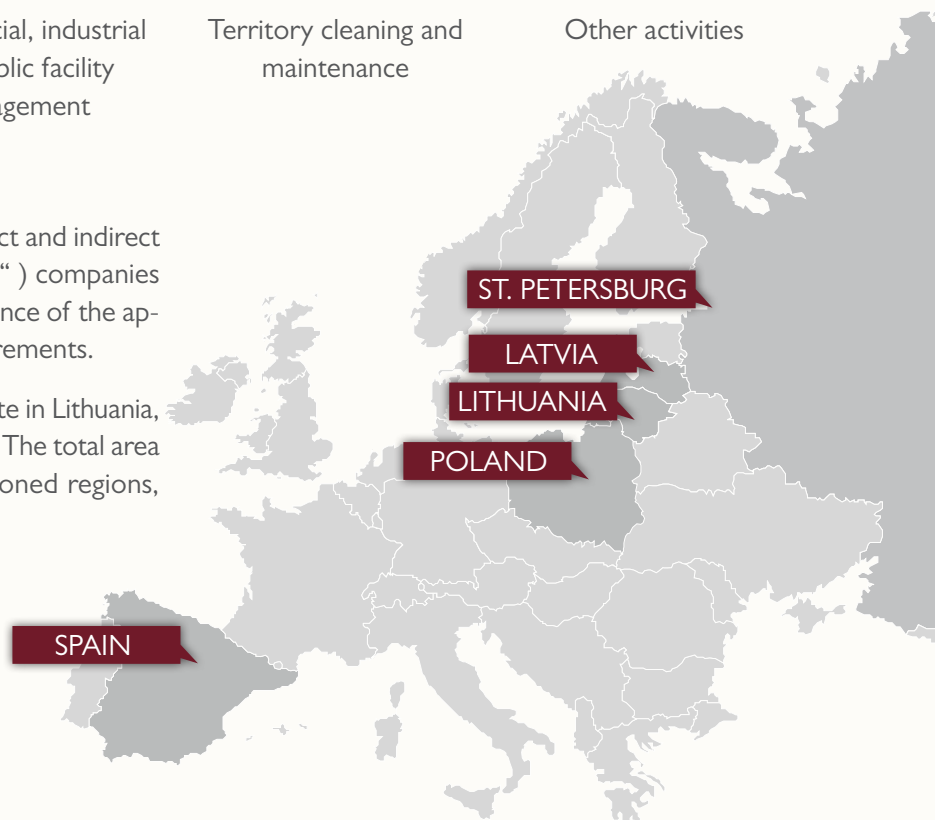 cial, industrial
blic facility
agement
Territory cleaning and
maintenance
Other activities
ct and indirect
“ ) companies
nce of the ap-
rements.
te in Lithuania,
The total area
oned regions,
ST. PETERSBURG
LATVIA
LITHUANIA
POLAND
SPAIN